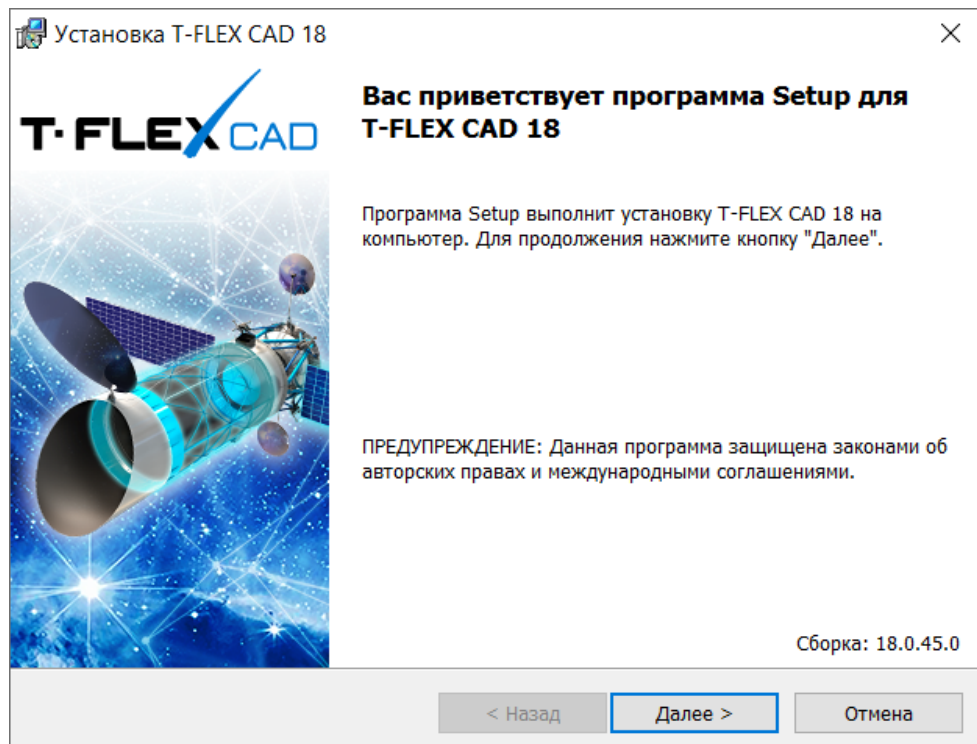 Установка T-FLEX CAD 18
T-FLEX CAD
Вас приветствует программа Setup для
T-FLEX CAD 18
Программа Setup выполнит установку T-FLEX CAD 18 на
компьютер. Для продолжения нажмите кнопку "Далее".
ПРЕДУПРЕЖДЕНИЕ: Данная программа защищена законами об
авторских правах и международными соглашениями.
Сборка: 18.0.45.0
< Назад
Далее >
Отмена